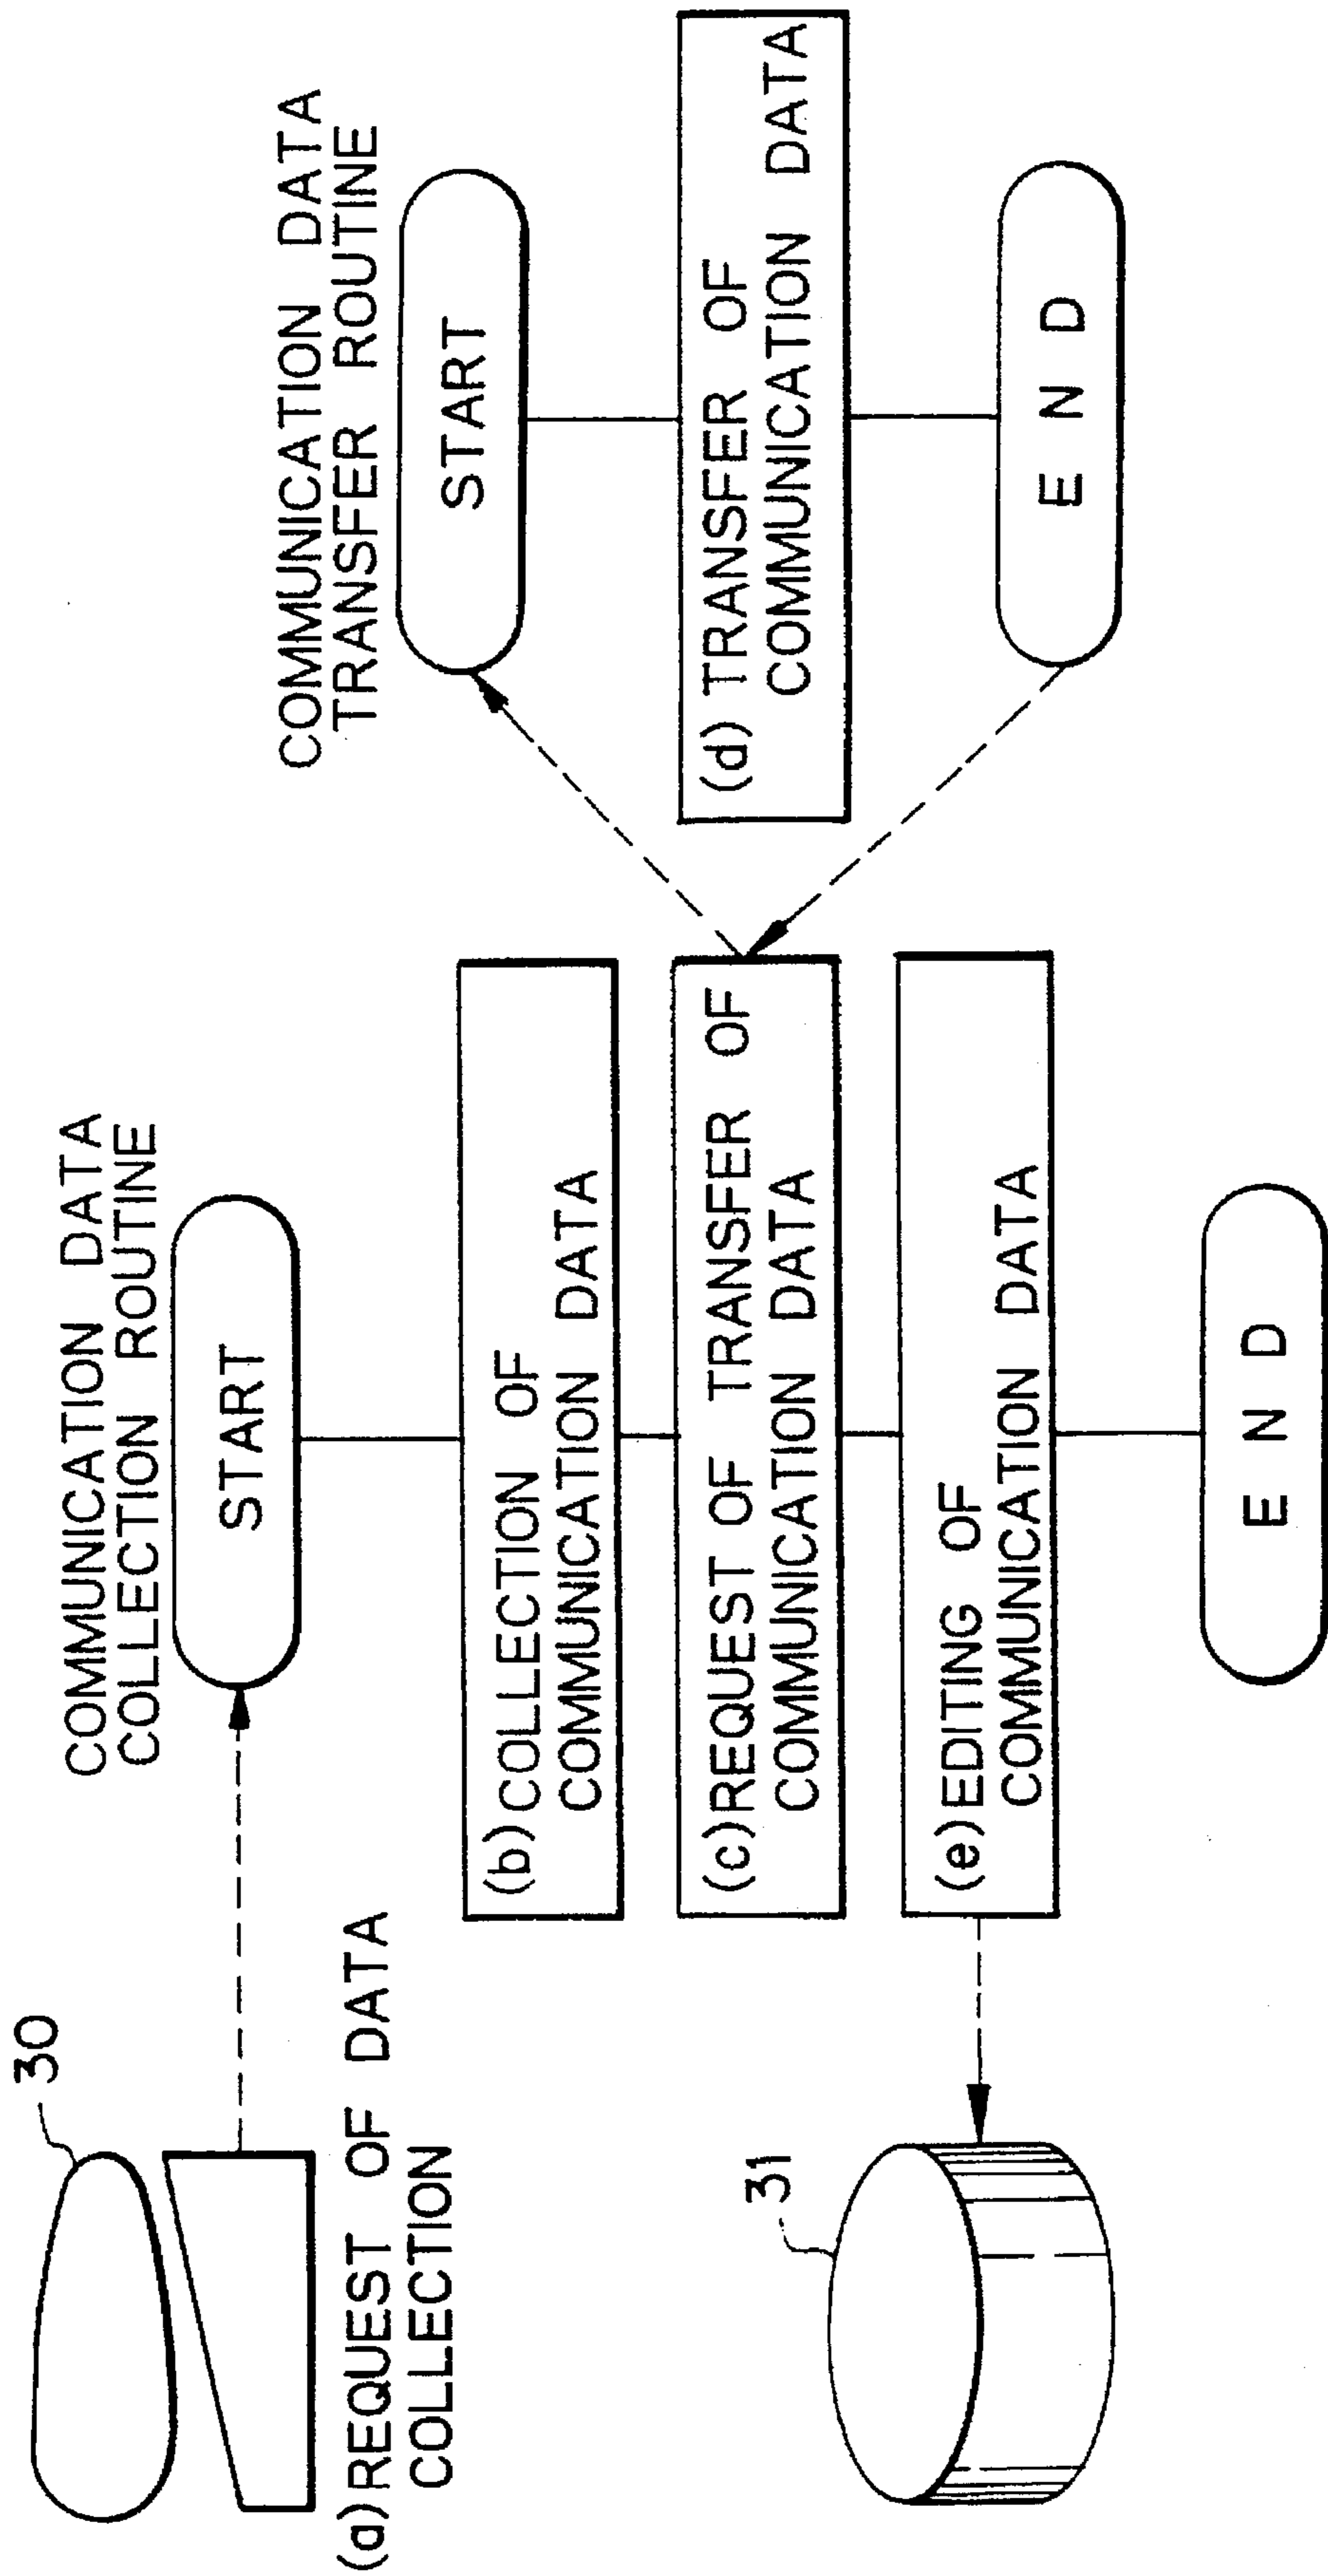 30
(a) REQUEST OF DATA
COLLECTION
31
COMMUNICATION DATA
COLLECTION ROUTINE
START
(b) COLLECTION OF
COMMUNICATION DATA
(c) REQUEST OF TRANSFER OF
COMMUNICATION DATA
(e) EDITING OF
COMMUNICATION DATA
END
COMMUNICATION DATA
TRANSFER ROUTINE
START
(d) TRANSFER OF
COMMUNICATION DATA
END